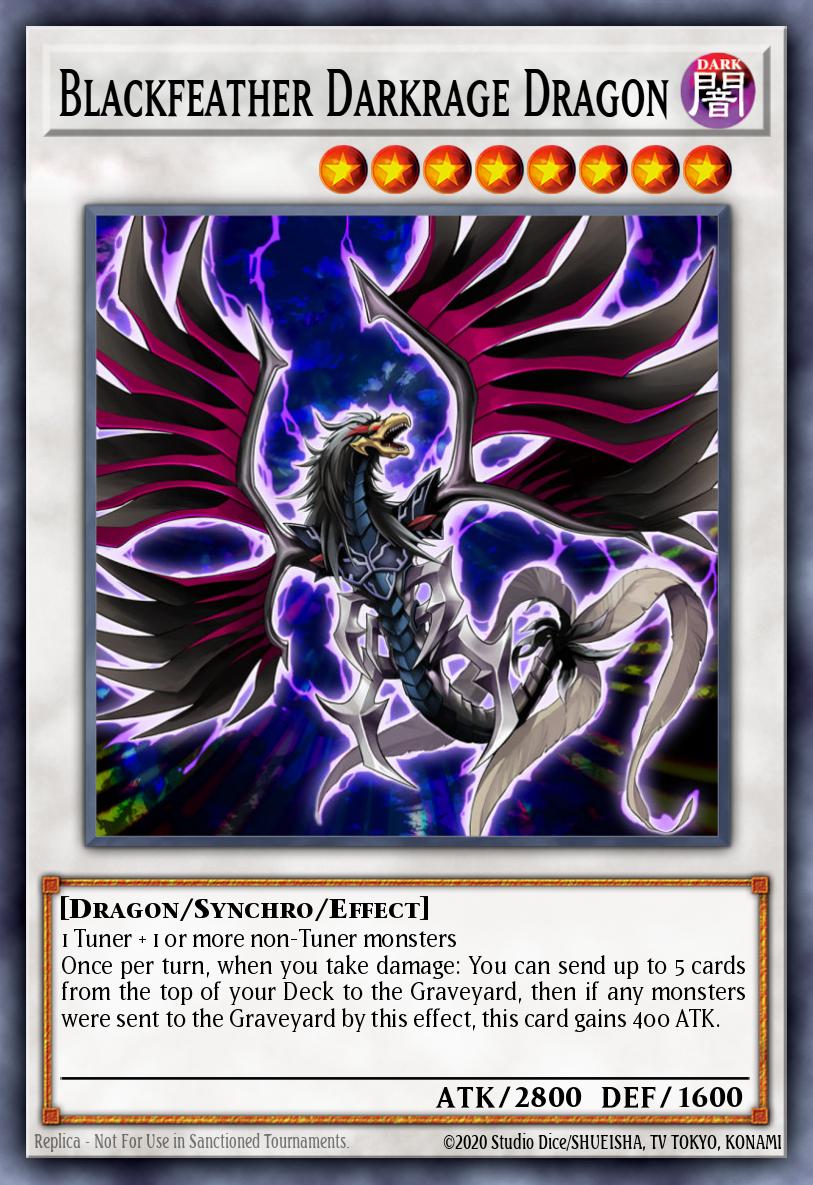 Blackfeather Darkrage Dragon
DARK
闇
[Dragon/Synchro/Effect]
1 Tuner + 1 or more non-Tuner monsters
Once per turn, when you take damage: You can send up to 5 cards
from the top of your Deck to the Graveyard, then if any monsters
were sent to the Graveyard by this effect, this card gains 400 ATK.
ATK/2800 DEF/1600
Replica - Not For Use in Sanctioned Tournaments.
©2020 Studio Dice/SHUEISHA, TV TOKYO, KONAMI